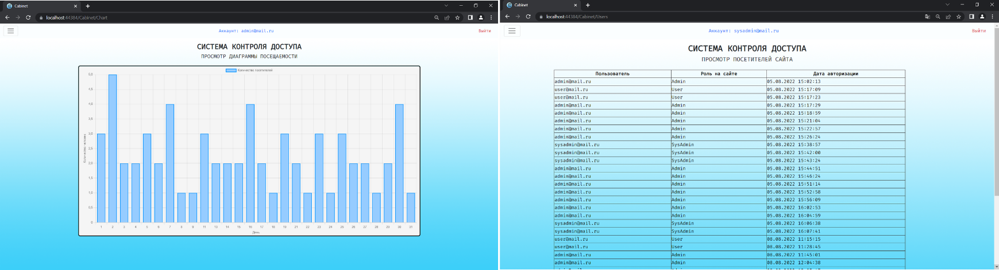 Cabinet
localhost:44384/Cabinet/Chart
Аккаунт: admin@mail.ru
Выйти
СИСТЕМА КОНТРОЛЯ ДОСТУПА
ПРОСМОТР ДИАГРАММЫ ПОСЕЩАЕМОСТИ
Количество посетителей
5,0
4,5
4,0
3,5
3,0
2,5
2,0
1,5
1,0
0,5
0
Количество человек
1 2 3 4 5 6 7 8 9 11 13 14 15 16 17 18 19 21 22 23 24 25 26 27 28 29 30 31
День
Cabinet
localhost:44384/Cabinet/Users
Аккаунт: sysadmin@mail.ru
Выйти
СИСТЕМА КОНТРОЛЯ ДОСТУПА
ПРОСМОТР ПОСЕТИТЕЛЕЙ САЙТА
Пользователь Роль на сайте Дата авторизации
admin@mail.ru Admin 05.08.2022 15:02:13
user@mail.ru User 05.08.2022 15:17:09
user@mail.ru User 05.08.2022 15:17:23
admin@mail.ru Admin 05.08.2022 15:17:29
admin@mail.ru Admin 05.08.2022 15:18:59
admin@mail.ru Admin 05.08.2022 15:21:04
admin@mail.ru Admin 05.08.2022 15:22:57
admin@mail.ru Admin 05.08.2022 15:26:24
sysadmin@mail.ru SysAdmin 05.08.2022 15:38:57
sysadmin@mail.ru SysAdmin 05.08.2022 15:42:00
sysadmin@mail.ru SysAdmin 05.08.2022 15:43:24
admin@mail.ru Admin 05.08.2022 15:44:51
admin@mail.ru Admin 05.08.2022 15:46:24
admin@mail.ru Admin 05.08.2022 15:51:14
admin@mail.ru Admin 05.08.2022 15:52:58
admin@mail.ru Admin 05.08.2022 15:56:09
admin@mail.ru Admin 05.08.2022 16:02:53
admin@mail.ru Admin 05.08.2022 16:04:59
sysadmin@mail.ru SysAdmin 05.08.2022 16:06:38
sysadmin@mail.ru SysAdmin 05.08.2022 16:07:41
user@mail.ru User 08.08.2022 11:15:15
user@mail.ru User 08.08.2022 11:28:45
admin@mail.ru Admin 08.08.2022 11:45:01
admin@mail.ru Admin 08.08.2022 12:04:38